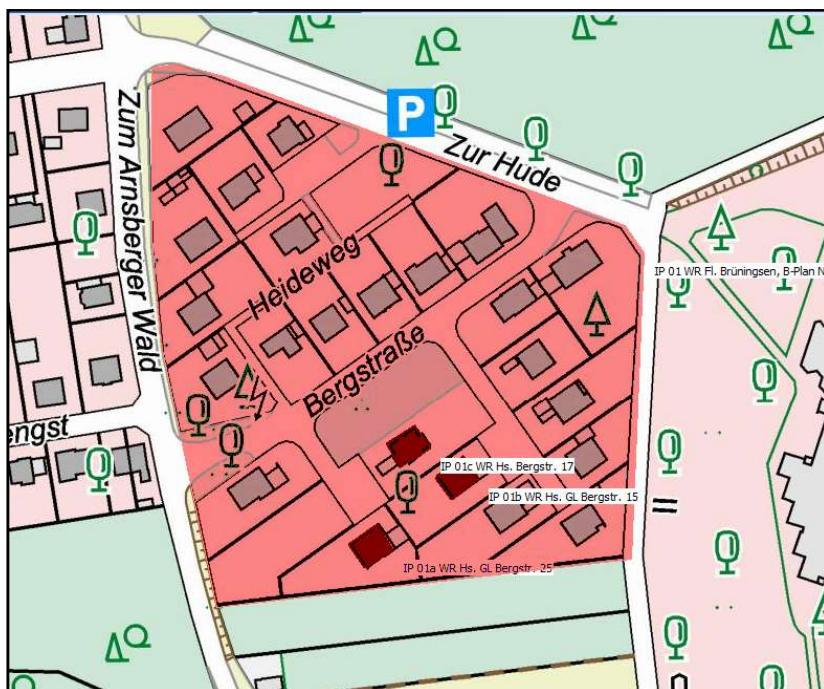 P
Zur Hude
Zum Arnsberger Wald
Heideweg
IP 01 WR Fl. Brüningsen, B-Plan N
Bergstraße
engst
IP 01c WR Hs. Bergstr. 17
IP 01b WR Hs. GL Bergstr. 15
IP 01a WR Hs. GL Bergstr. 25